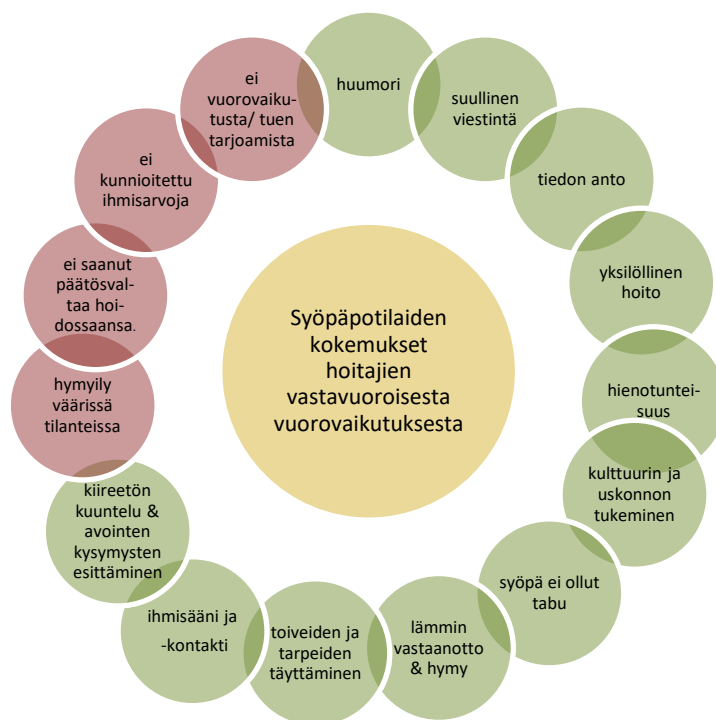 huumori
suullinen
viestintä
tiedon anto
yksilöllinen
hoito
hienotuntei-
suus
kulttuurin ja
uskonnon
tukeminen
syöpä ei ollut
tabu
lämmin
vastaanotto
& hymy
toiveiden ja
tarpeiden
täyttäminen
ihmisääni ja
-kontakti
kiireetön
kuuntelu &
avointen
kysymysten
esittäminen
hymyily
väärissä
tilanteissa
ei saanut
päätösval-
taa hoi-
dossaansa.
ei
kunnioitettu
ihmisarvoja
ei
vuorovaiku-
tusta/ tuen
tarjoamista
Syöpäpotilaiden
kokemukset
hoitajien
vastavuoroisesta
vuorovaikutuksesta